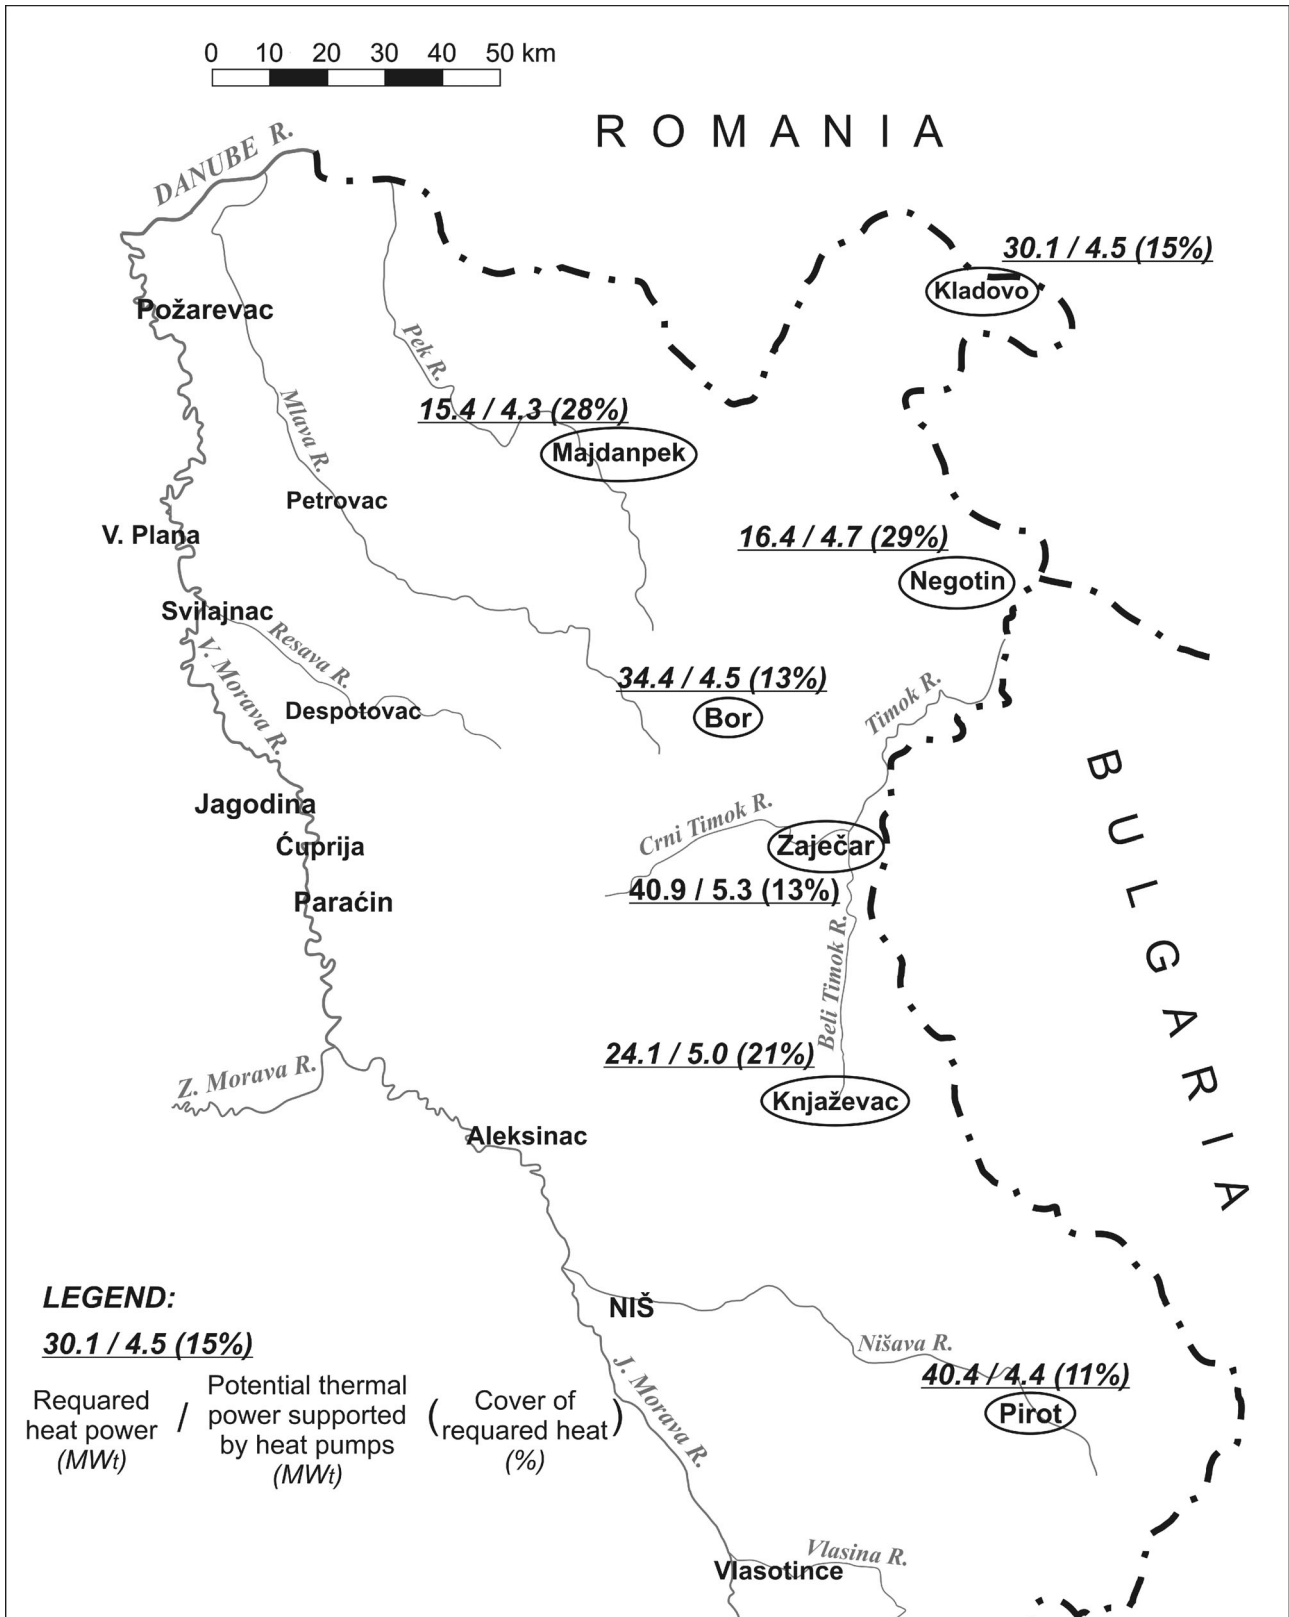 0 10 20 30 40 50 km
ROMANIA
DANUBE R.
30.1 / 4.5 (15%)
Kladovo
Požarevac
Pek R.
Mlava R.
15.4 / 4.3 (28%)
Majdanpek
Petrovac
V. Plana
16.4 / 4.7 (29%)
Negotin
Svilajnac
Resava R.
V. Morava R.
34.4 / 4.5 (13%)
Bor
Despotovac
Timok R.
BULGARIA
Jagodina
Crni Timok R.
Ćuprija
Zaječar
40.9 / 5.3 (13%)
Paraćin
Beli Timok R.
24.1 / 5.0 (21%)
Z. Morava R.
Knjaževac
Aleksinac
LEGEND:
30.1 / 4.5 (15%)
Requared
heat power
(MWt)
/
Potential thermal
power supported
by heat pumps
(MWt)
(
Cover of
requared heat
)
(%)
NIŠ
Nišava R.
40.4 / 4.4 (11%)
Pirot
J. Morava R.
Vlasina R.
Vlasotince